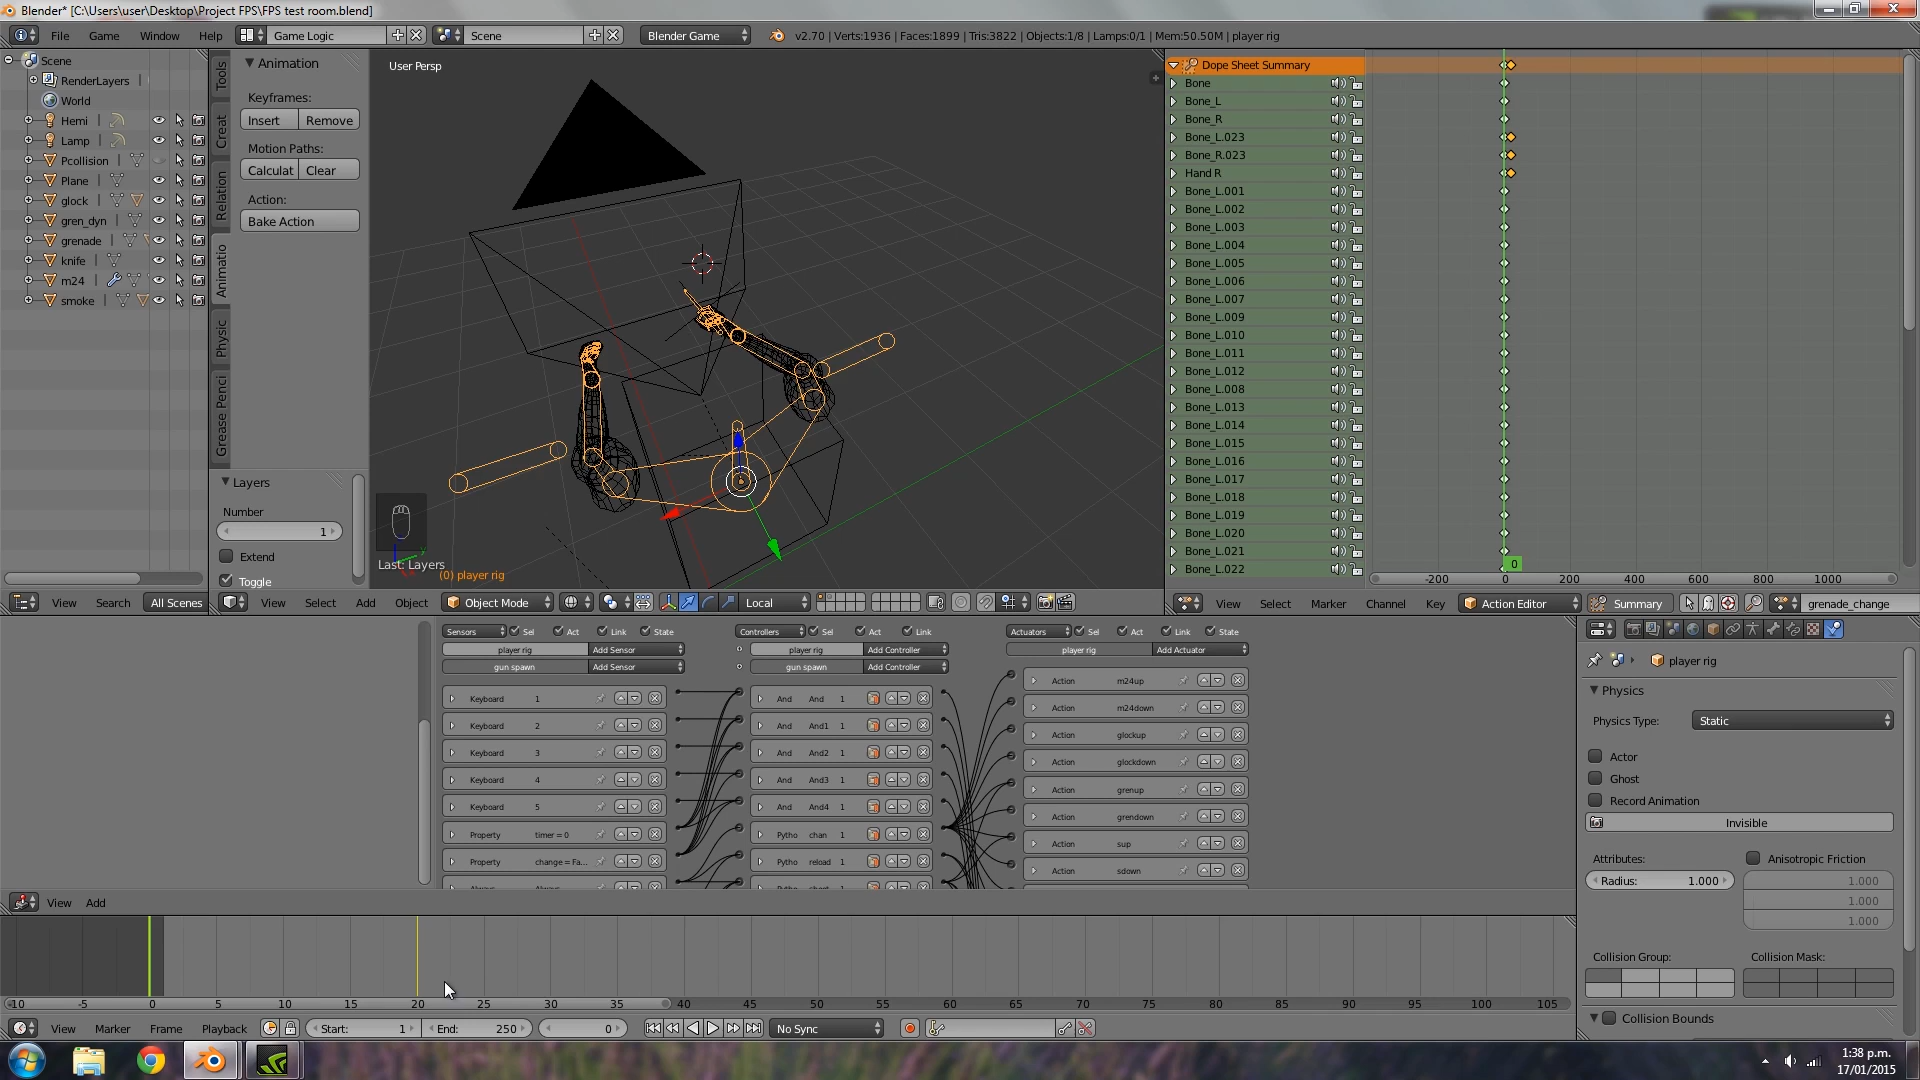 Blender* [C:\Users\user\Desktop\Project FPS\FPS test room.blend]
File Game Window Help Game Logic Scene Blender Game v2.70 | Verts:1936 | Faces:1899 | Tris:3822 | Objects:1/8 | Lamps:0/1 | Mem:50.50M | player rig
Scene
RenderLayers
World
Hemi
Lamp
Pcollision
Plane
glock
gren_dyn
grenade
knife
m24
smoke
View Search All Scenes
Tools
Creat
Relation
Animatio
Physic
Grease Penci
Animation
Keyframes:
Insert Remove
Motion Paths:
Calculat Clear
Action:
Bake Action
Layers
Number
1
Extend
Toggle
User Persp
Last: Layers
(0) player rig
View Select Add Object Object Mode Local
Dope Sheet Summary
Bone
Bone_L
Bone_R
Bone_L.023
Bone_R.023
Hand R
Bone_L.001
Bone_L.002
Bone_L.003
Bone_L.004
Bone_L.005
Bone_L.006
Bone_L.007
Bone_L.009
Bone_L.010
Bone_L.011
Bone_L.012
Bone_L.008
Bone_L.013
Bone_L.014
Bone_L.015
Bone_L.016
Bone_L.017
Bone_L.018
Bone_L.019
Bone_L.020
Bone_L.021
Bone_L.022
0
-200 0 200 400 600 800 1000
View Select Marker Channel Key Action Editor Summary grenade_change
Sensors Sel Act Link State
player rig Add Sensor
gun spawn Add Sensor
Keyboard 1
Keyboard 2
Keyboard 3
Keyboard 4
Keyboard 5
Property timer = 0
Property change = Fa...
Always Always
Controllers Sel Act Link
player rig Add Controller
gun spawn Add Controller
And And 1
And And1 1
And And2 1
And And3 1
And And4 1
Pytho chan 1
Pytho reload 1
Actuators Sel Act Link State
player rig Add Actuator
Action m24up
Action m24down
Action glockup
Action glockdown
Action grenup
Action grendown
Action sup
Action sdown
View Add
player rig
Physics
Physics Type: Static
Actor
Ghost
Record Animation
Invisible
Attributes: Anisotropic Friction
Radius: 1.000 1.000
1.000
1.000
Collision Group: Collision Mask:
Collision Bounds
-10 -5 0 5 10 15 20 25 30 35 40 45 50 55 60 65 70 75 80 85 90 95 100 105
View Marker Frame Playback Start: 1 End: 250 0 No Sync
1:38 p.m.
17/01/2015